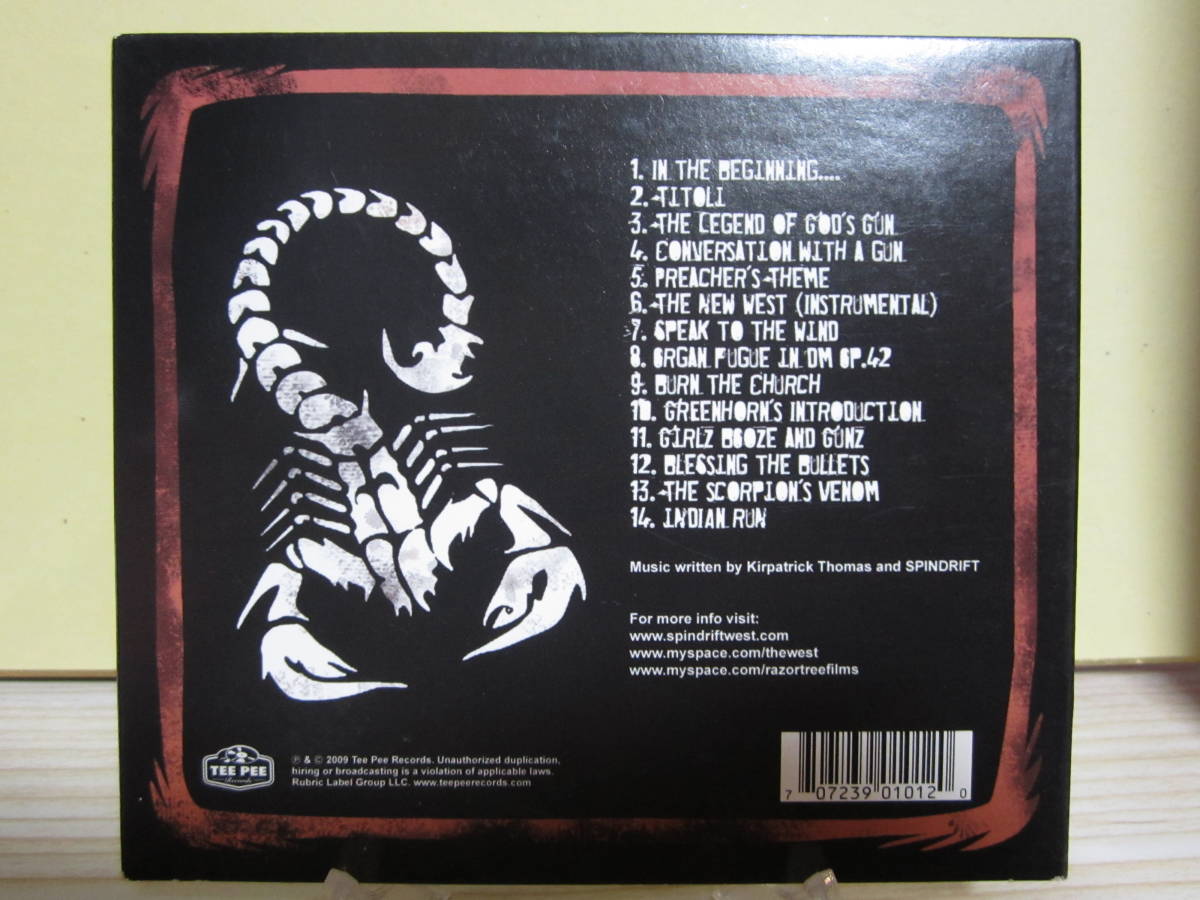 1. IN THE BEGINNING....
2. TITOLI
3. THE LEGEND OF GOD'S GUN
4. CONVERSATION WITH A GUN
5. PREACHER'S THEME
6. THE NEW WEST (INSTRUMENTAL)
7. SPEAK TO THE WIND
8. ORGAN FUGUE IN DM OP.42
9. BURN THE CHURCH
10. GREENHORN'S INTRODUCTION
11. GIRLZ BOOZE AND GUNZ
12. BLESSING THE BULLETS
13. THE SCORPION'S VENOM
14. INDIAN RUN
Music written by Kirpatrick Thomas and SPINDRIFT
For more info visit:
www.spindriftwest.com
www.myspace.com/thewest
www.myspace.com/razortreefilms
TEE PEE
Records
℗ & © 2009 Tee Pee Records. Unauthorized duplication,
hiring or broadcasting is a violation of applicable laws.
Rubric Label Group LLC. www.teepeerecords.com
7 07239 01012 0